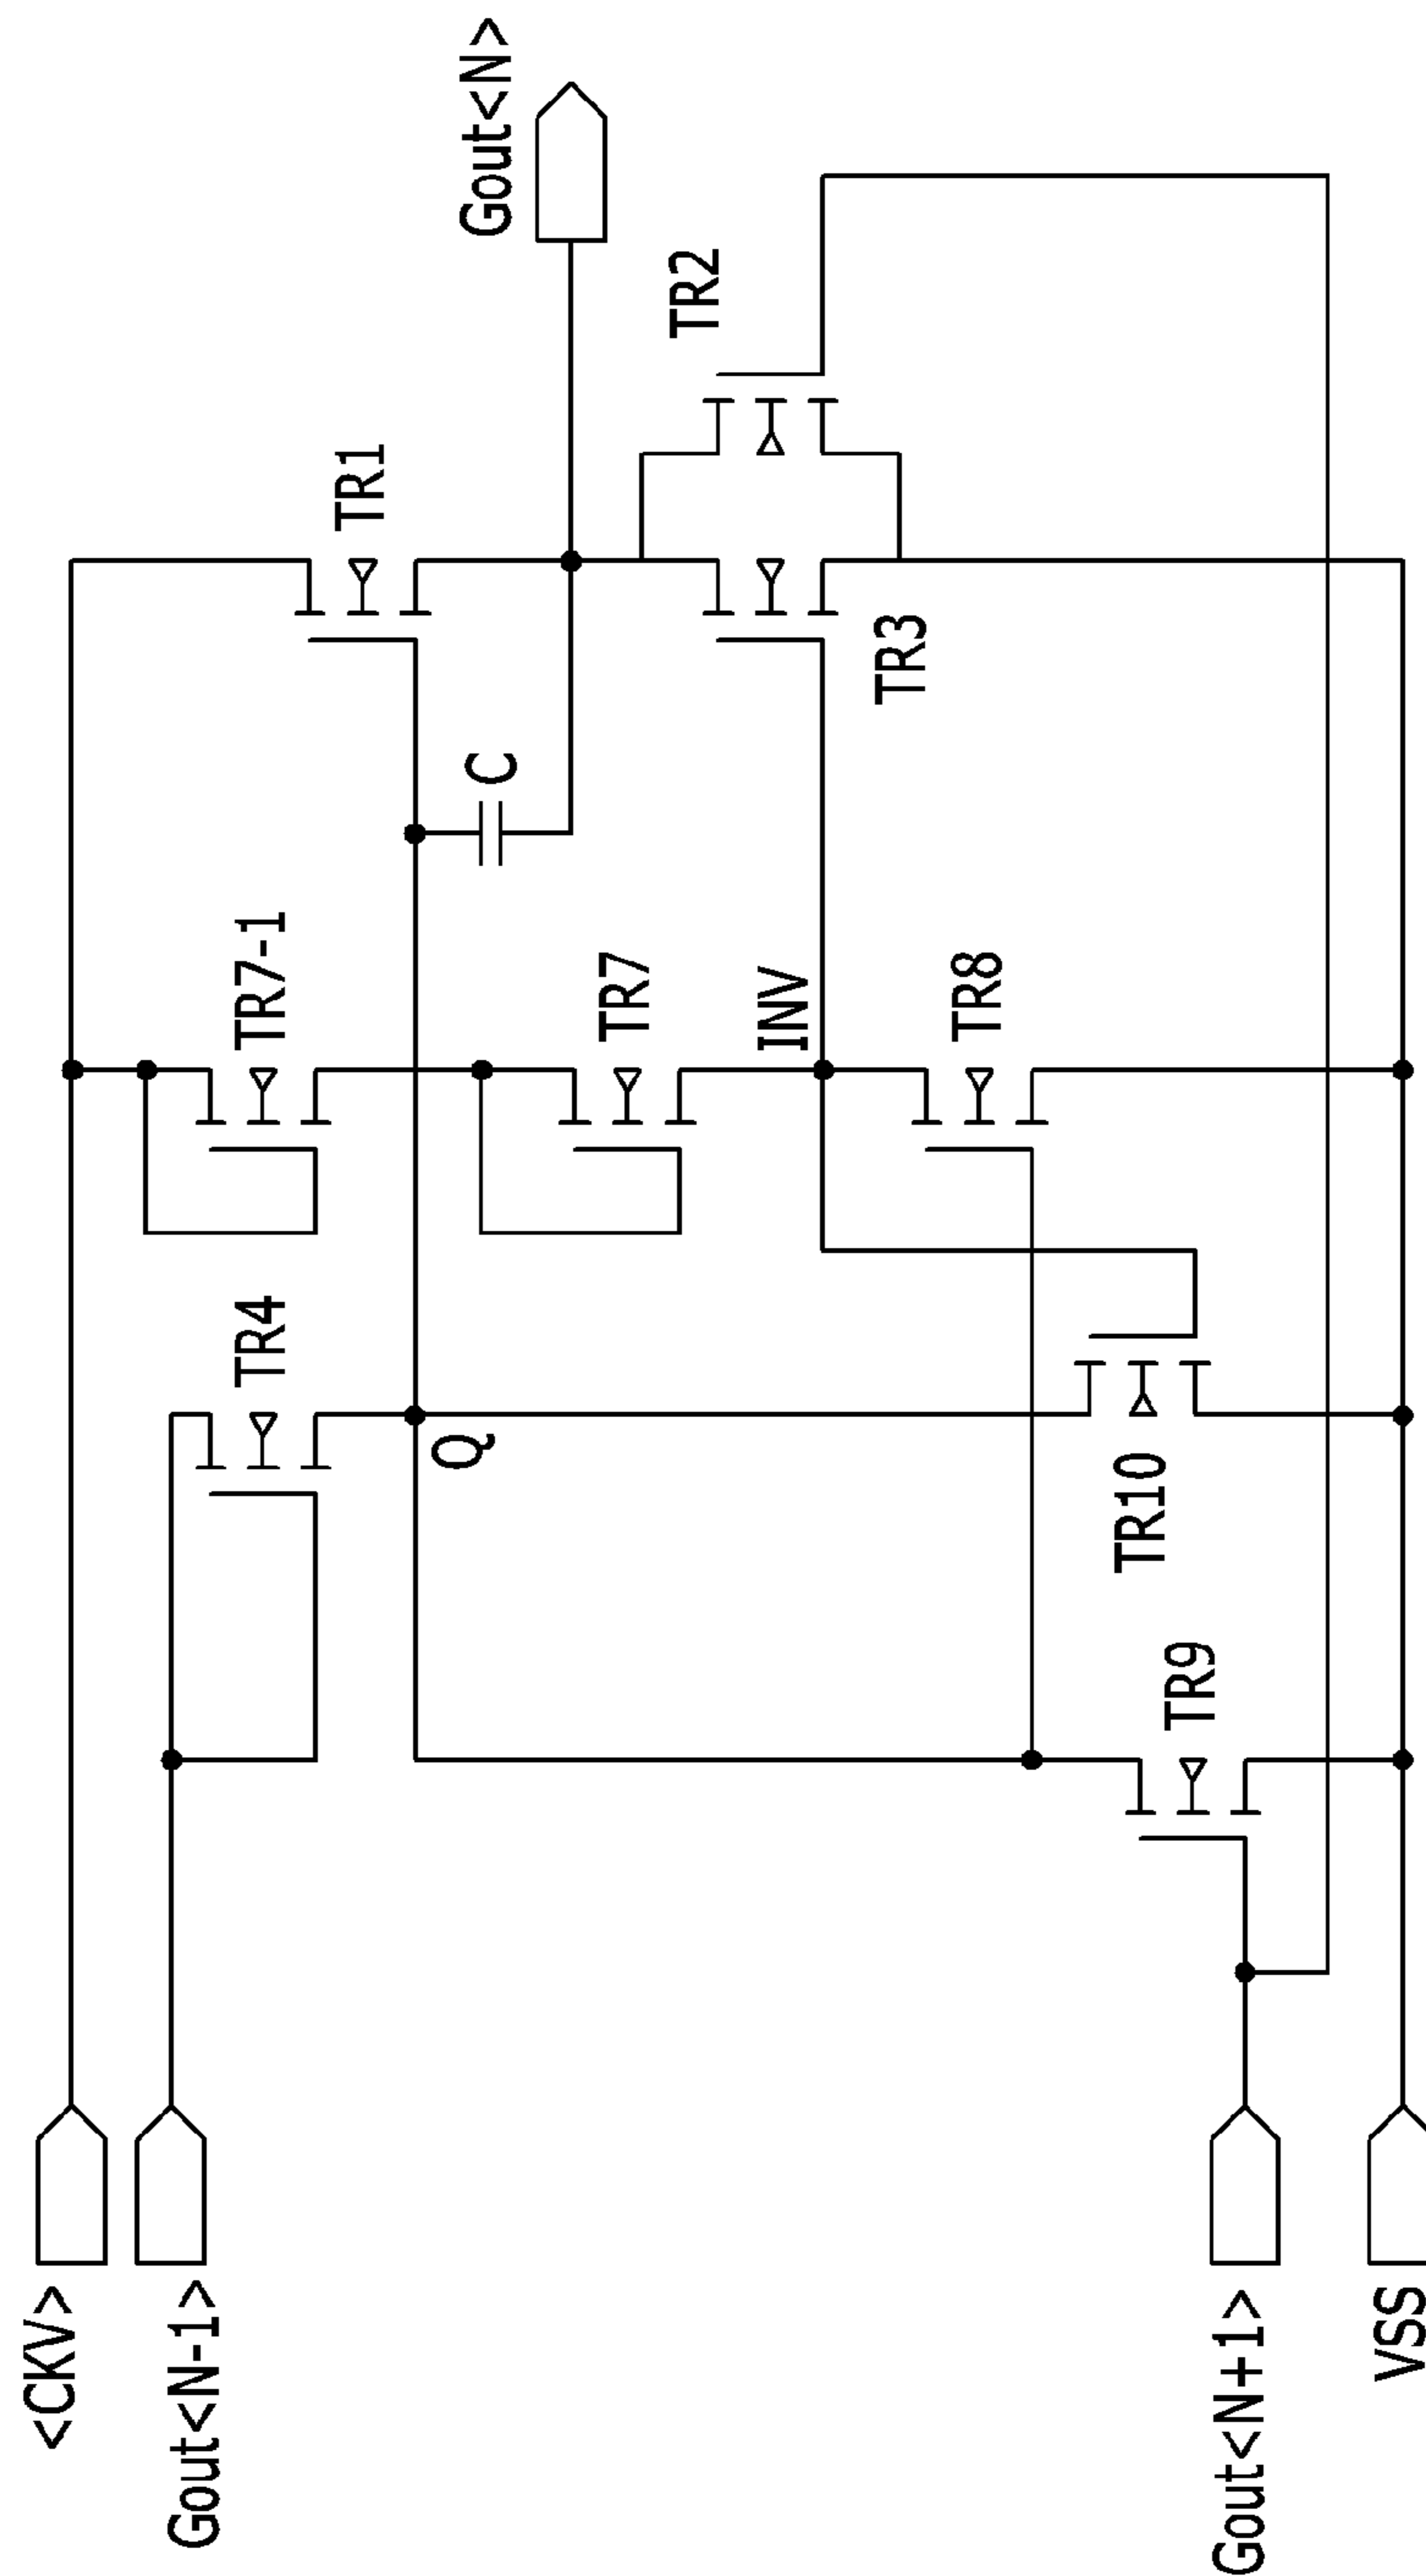 <CKV>
Gout<N-1>
TR4
TR7-1
TR1
Gout<N>
Q
C
TR7
TR2
INV
TR3
TR8
TR10
TR9
Gout<N+1>
VSS